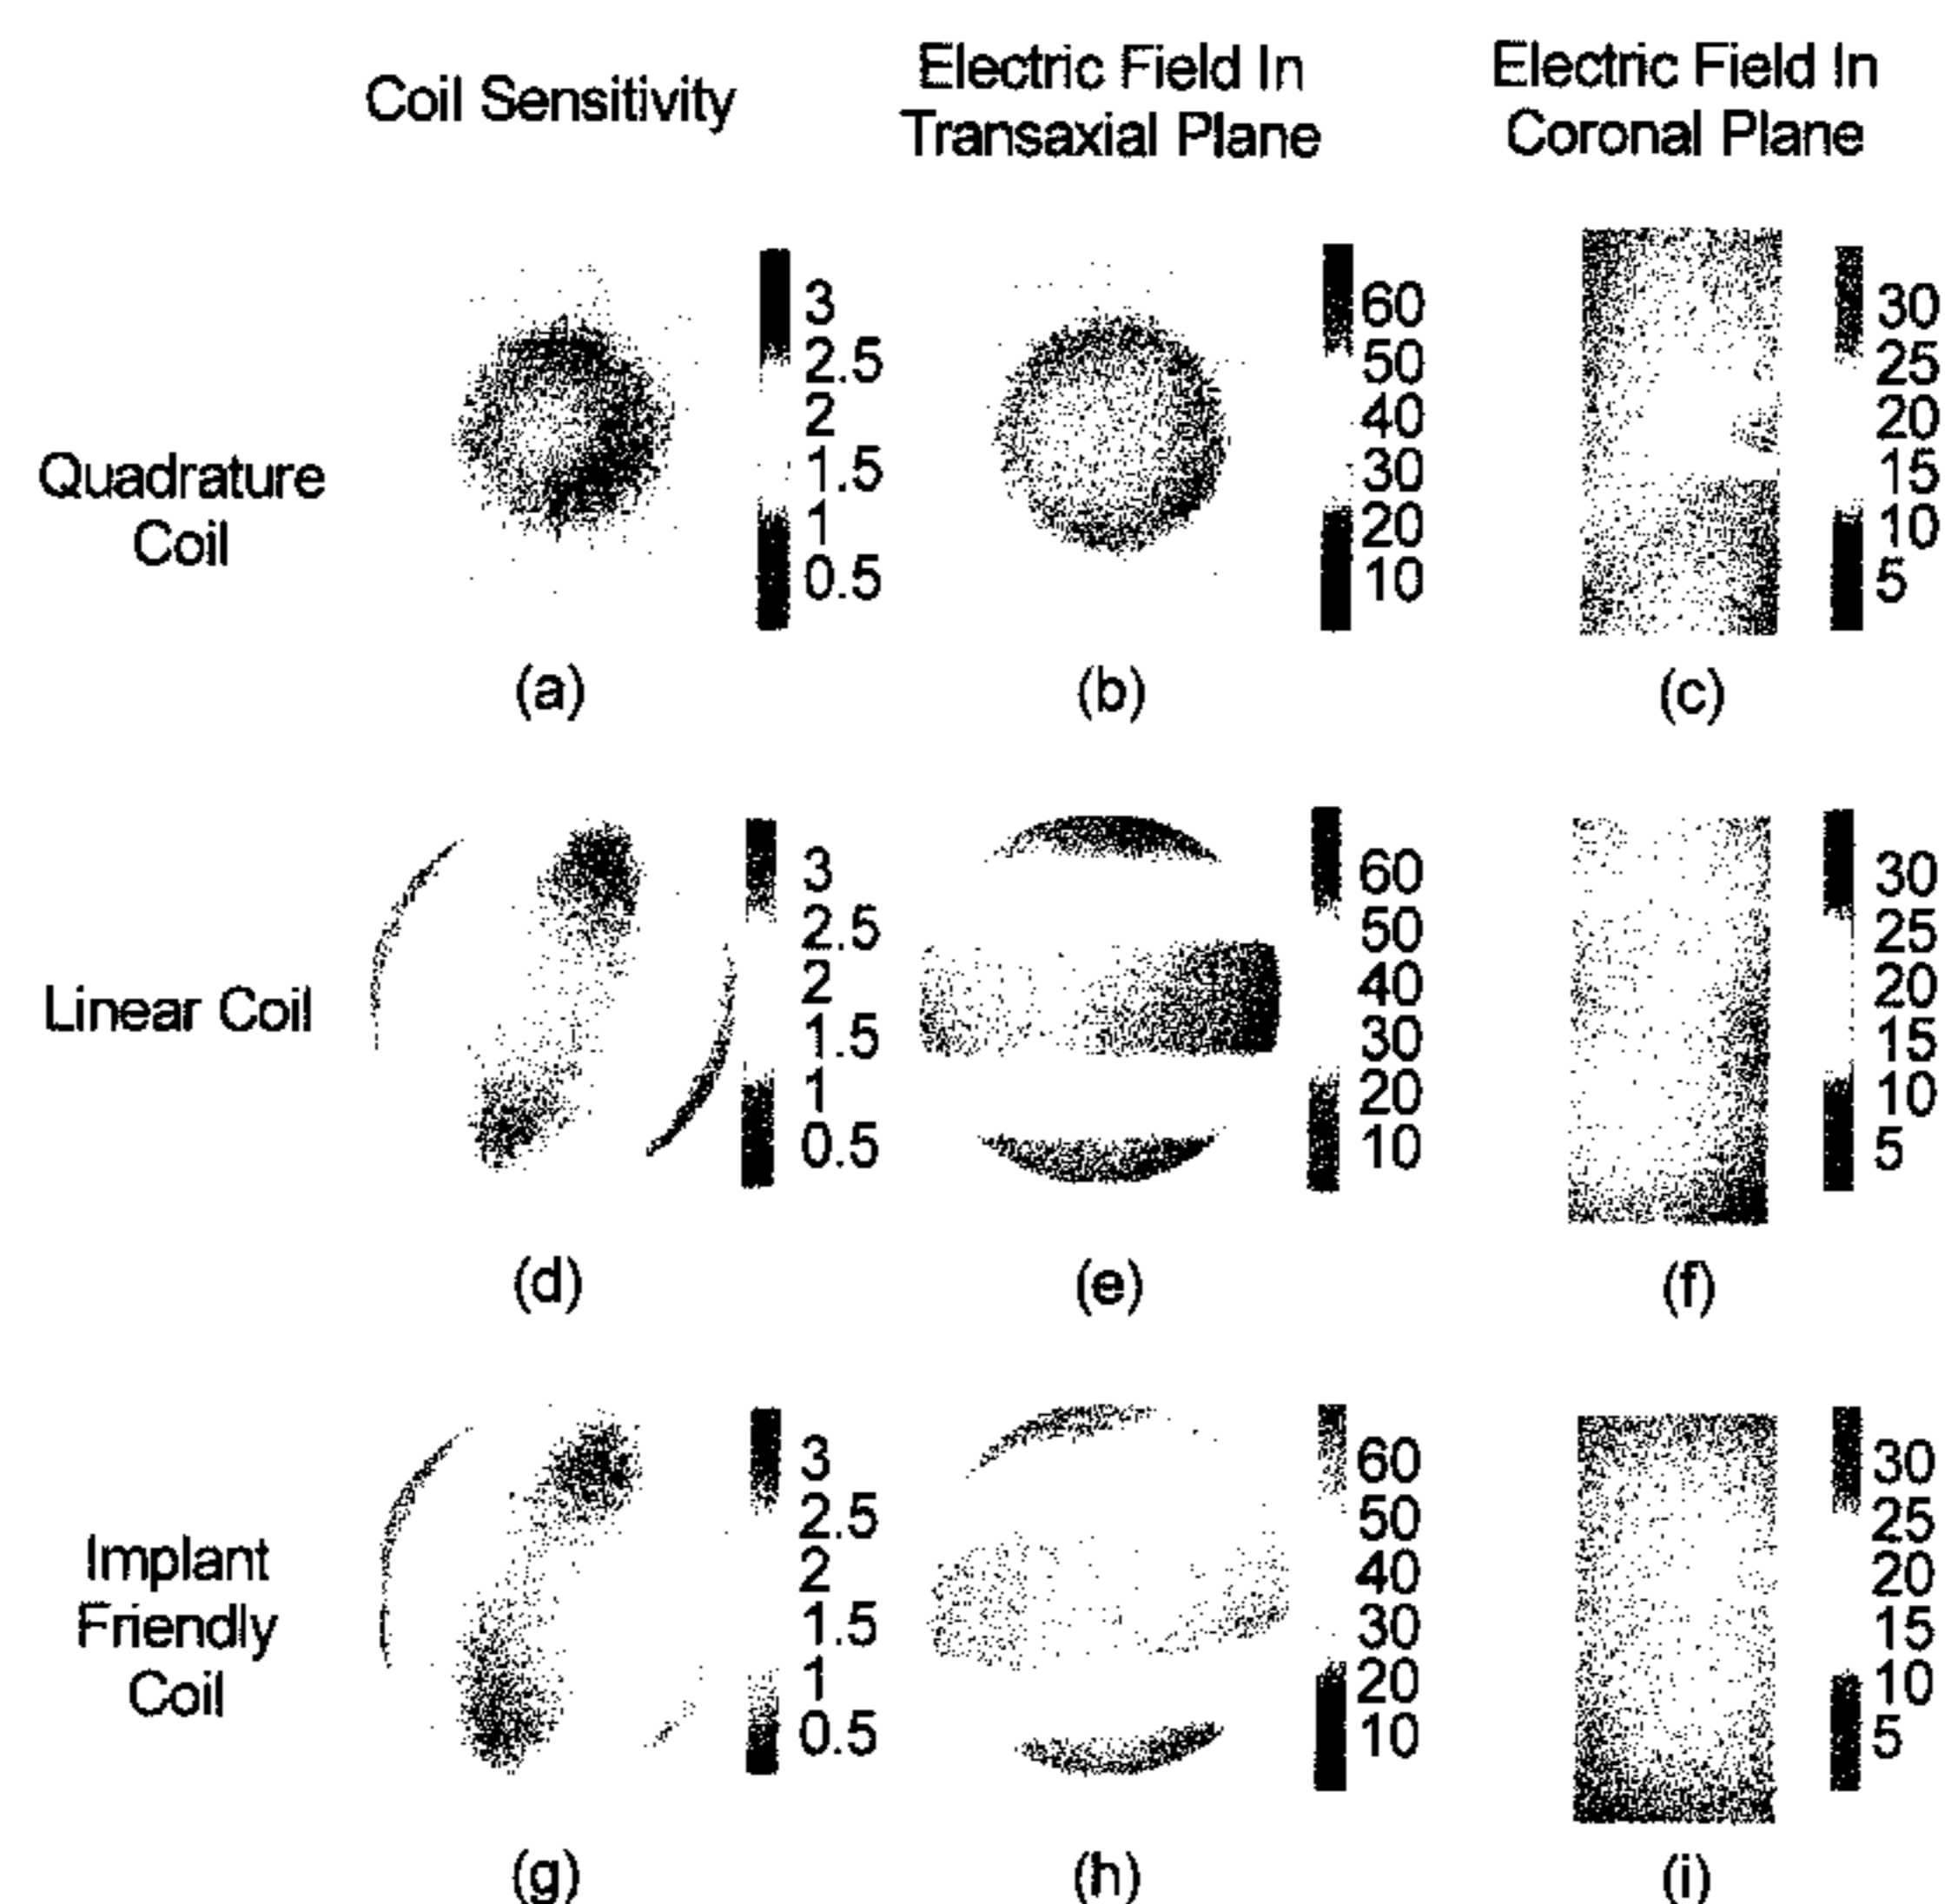 Coil Sensitivity
Electric Field In
Transaxial Plane
Electric Field In
Coronal Plane
Quadrature
Coil
3
2.5
2
1.5
1
0.5
60
50
40
30
20
10
30
25
20
15
10
5
(a)
(b)
(c)
Linear Coil
3
2.5
2
1.5
1
0.5
60
50
40
30
20
10
30
25
20
15
10
5
(d)
(e)
(f)
Implant
Friendly
Coil
3
2.5
2
1.5
1
0.5
60
50
40
30
20
10
30
25
20
15
10
5
(g)
(h)
(i)